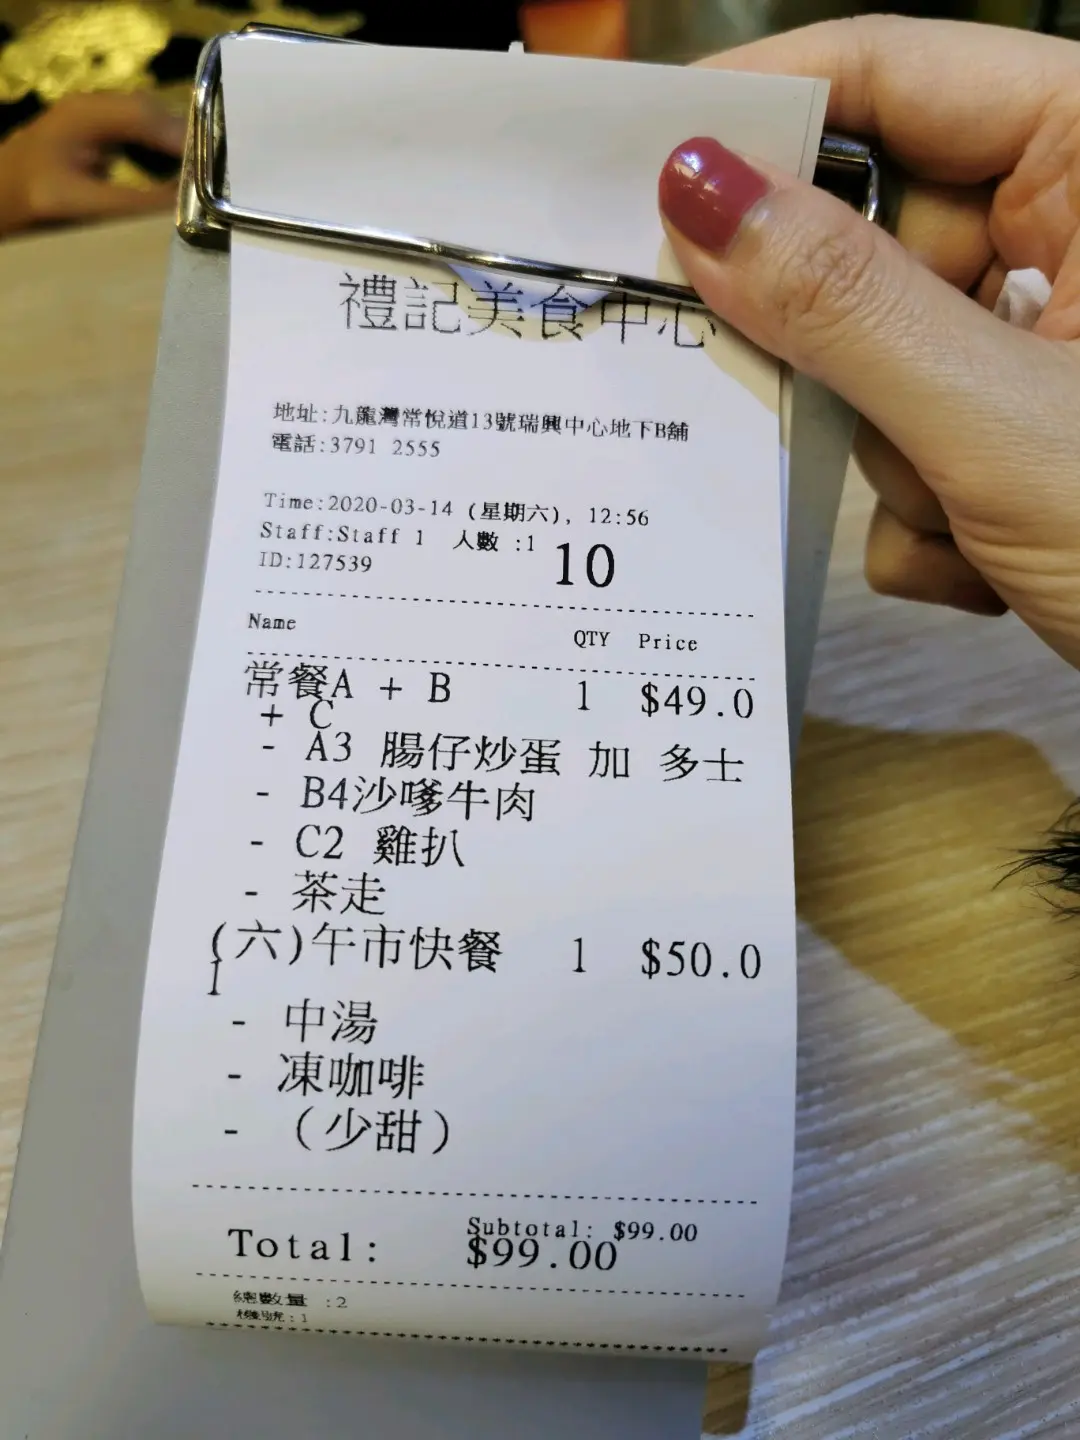 禮記美食中心
地址:九龍灣常悅道13號瑞興中心地下B舖
電話:3791 2555
Time:2020-03-14 (星期六), 12:56
Staff:Staff 1 人數 :1
10
ID:127539
Name QTY Price
常餐A + B 1 $49.0
+ C
- A3 腸仔炒蛋 加 多士
- B4沙嗲牛肉
- C2 雞扒
- 茶走
(六)午市快餐 1 $50.0
1
- 中湯
- 凍咖啡
- (少甜)
Subtotal: $99.00
Total: $99.00
總數量 :2
機號:1